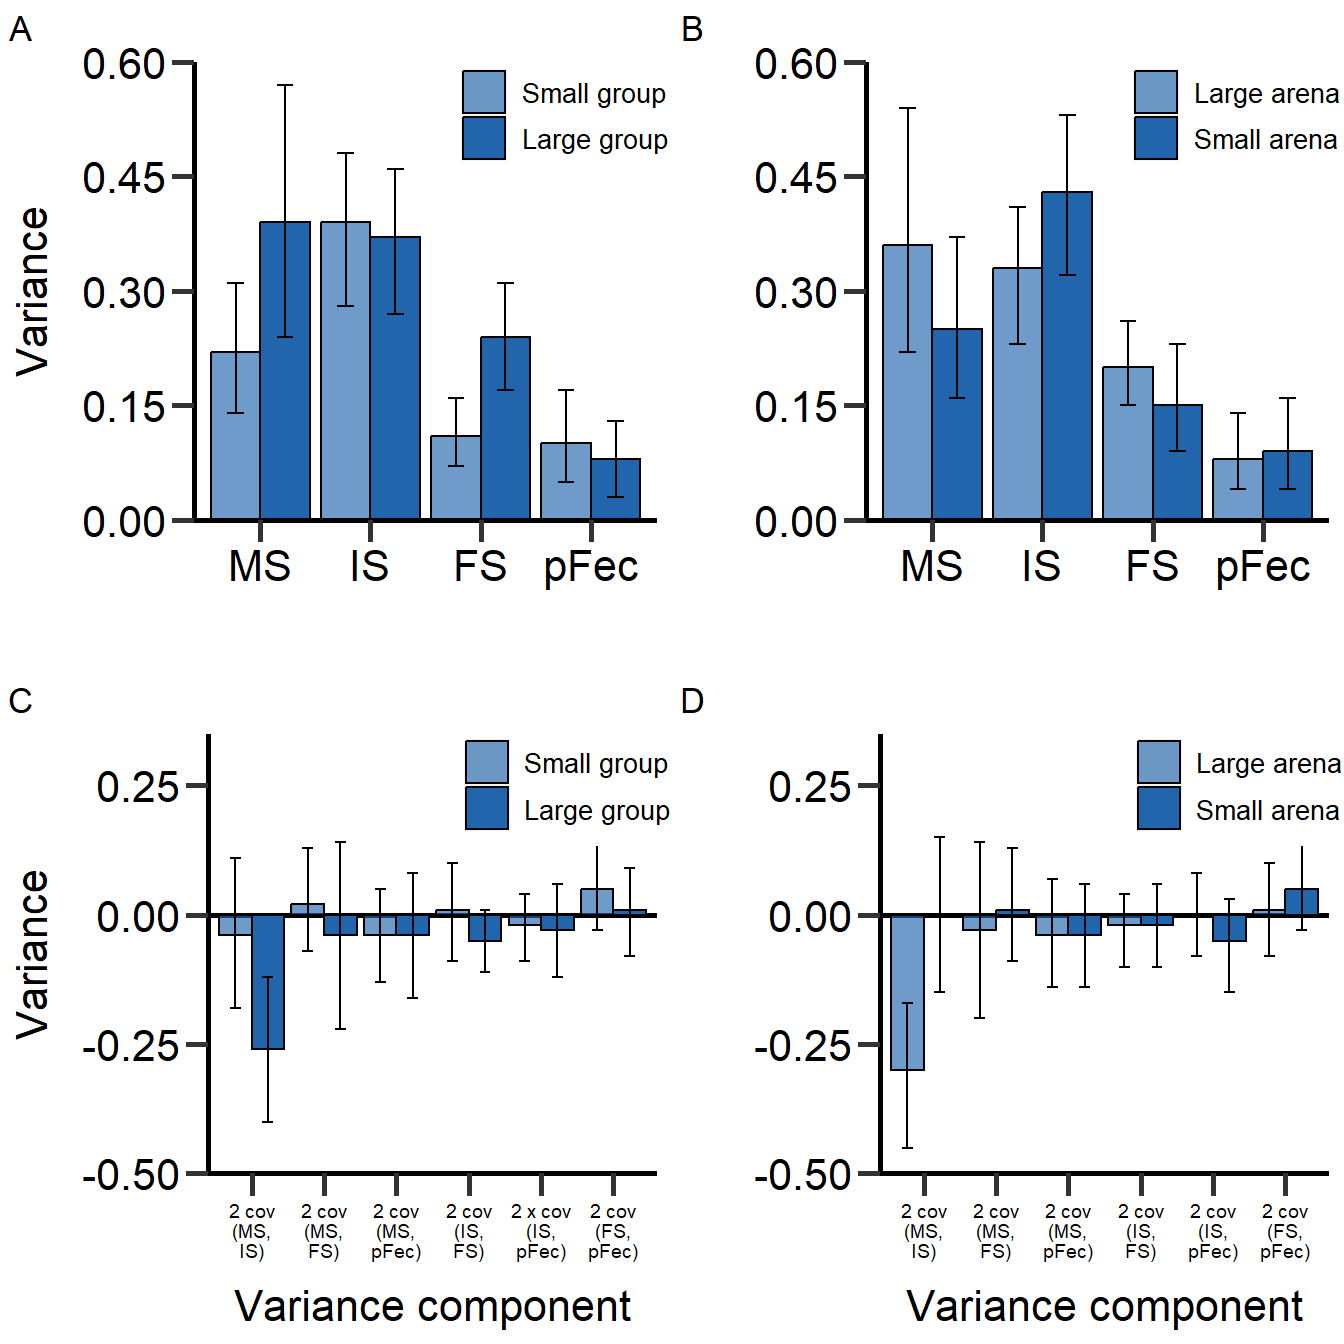 A
0.60
0.45
0.30
0.15
0.00
Variance
Small group
Large group
MS IS FS pFec
B
0.60
0.45
0.30
0.15
0.00
Large arena
Small arena
MS IS FS pFec
C
0.25
0.00
-0.25
-0.50
Variance
Small group
Large group
2 cov 2 cov 2 cov 2 cov 2 x cov 2 cov
(MS, (MS, (MS, (IS, (IS, (FS,
IS) FS) pFec) FS) pFec) pFec)
Variance component
D
0.25
0.00
-0.25
-0.50
Large arena
Small arena
2 cov 2 cov 2 cov 2 cov 2 cov 2 cov
(MS, (MS, (MS, (IS, (IS, (FS,
IS) FS) pFec) FS) pFec) pFec)
Variance component